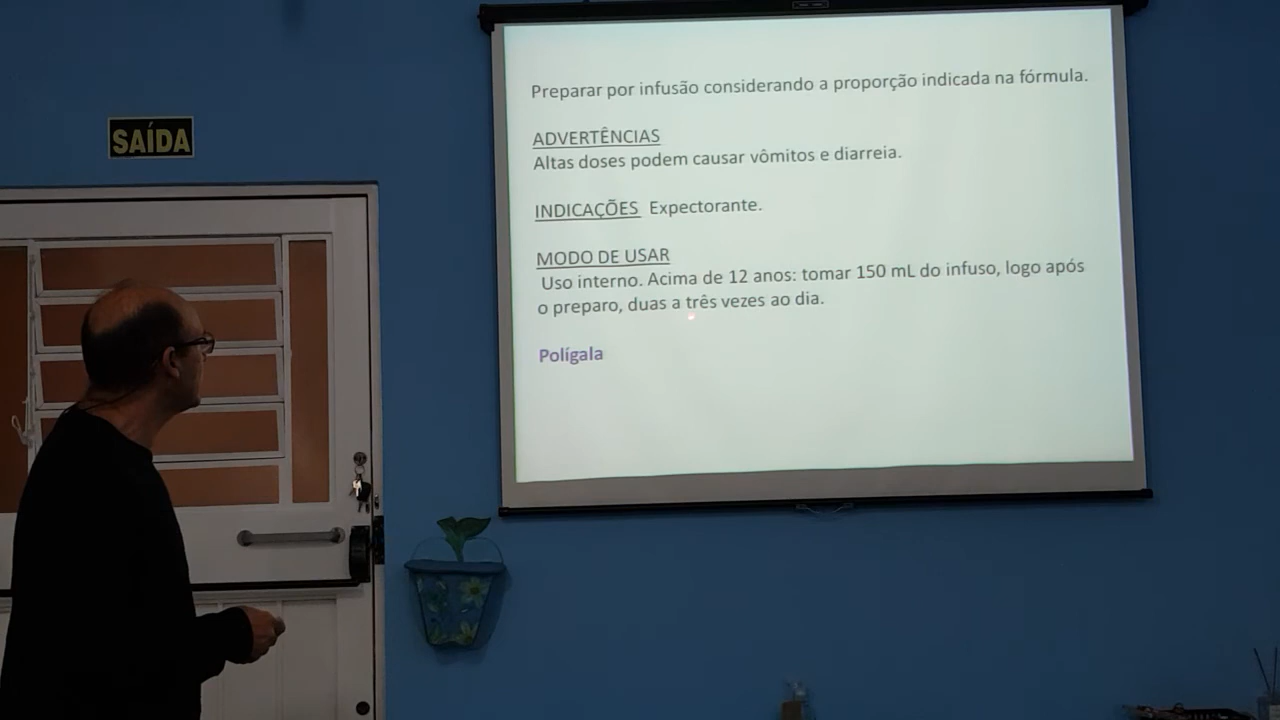 SAÍDA
Preparar por infusão considerando a proporção indicada na fórmula.
ADVERTÊNCIAS
Altas doses podem causar vômitos e diarreia.
INDICAÇÕES Expectorante.
MODO DE USAR
Uso interno. Acima de 12 anos: tomar 150 mL do infuso, logo após
o preparo, duas a três vezes ao dia.
Polígala